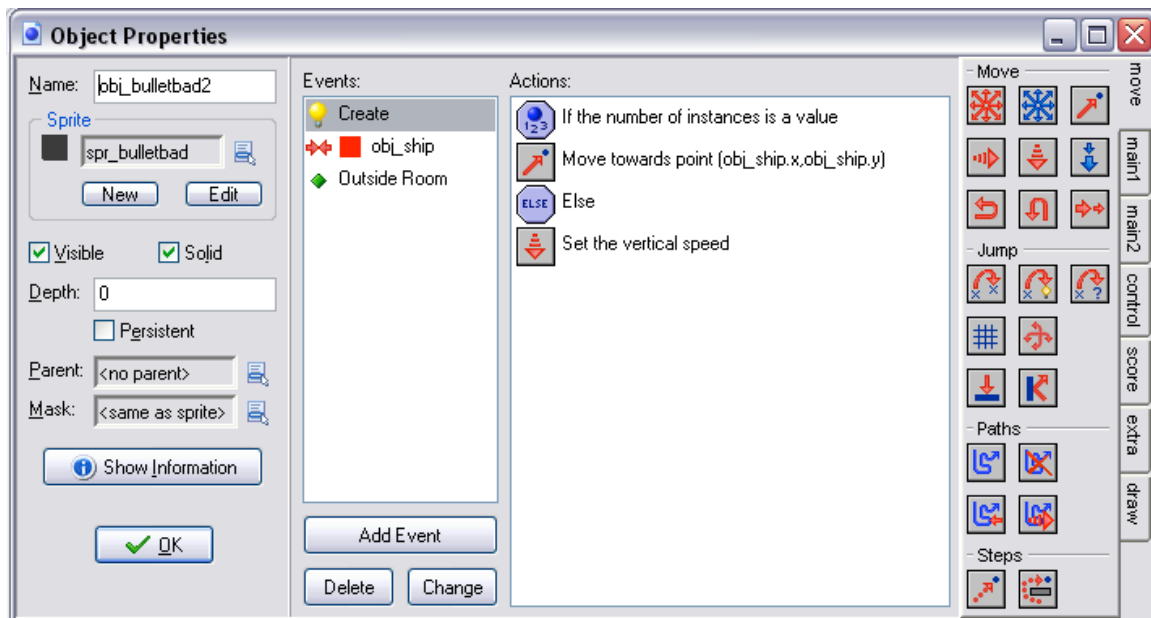 Object Properties
Name: obj_bulletbad2
Sprite
spr_bulletbad
New Edit
Visible Solid
Depth: 0
Persistent
Parent: <no parent>
Mask: <same as sprite>
Show Information
OK
Events:
Create
obj_ship
Outside Room
Add Event
Delete Change
Actions:
123
If the number of instances is a value
Move towards point (obj_ship.x,obj_ship.y)
ELSE
Else
Set the vertical speed
Move
Jump
x x
x
x ?
Paths
Steps
move
main1
main2
control
score
extra
draw